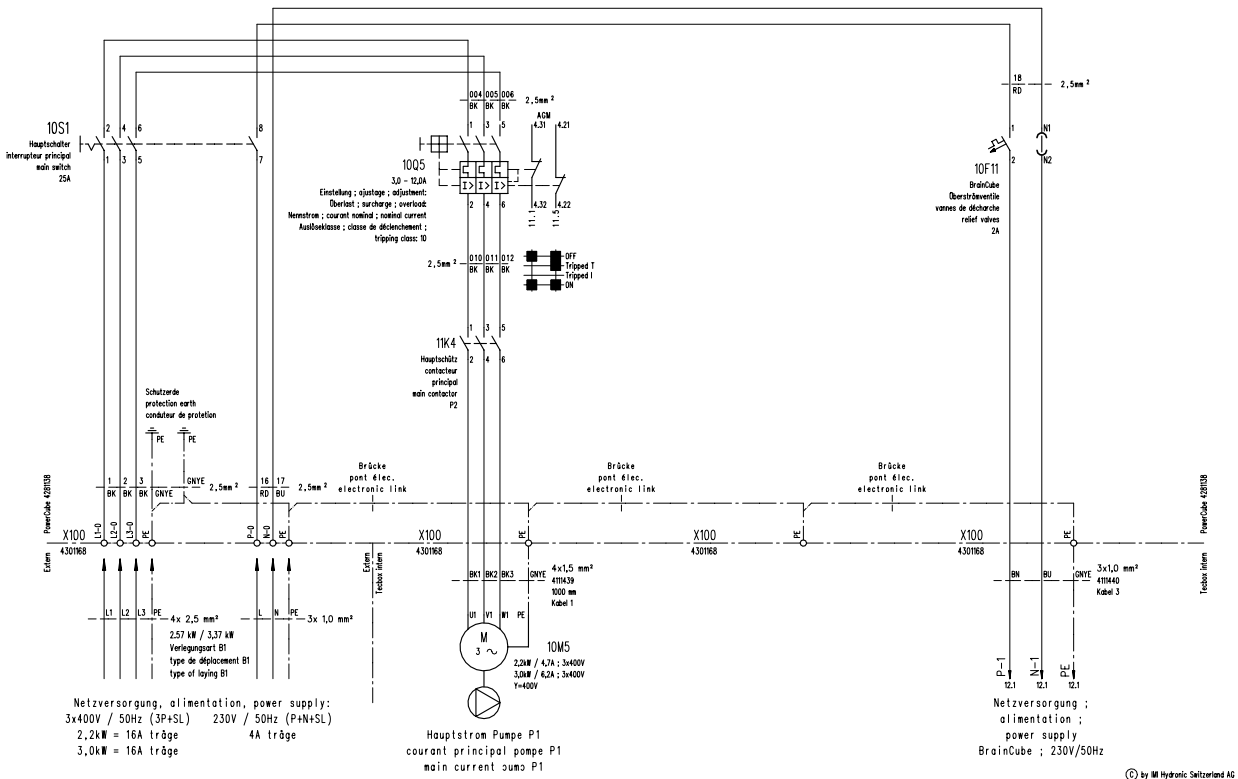 18
RD
2,5mm²
004 005 006
BK BK BK
2,5mm²
AGM
4.31 4.21
10S1
Hauptschalter
interrupteur principal
main switch
25A
2 4 6
1 3 5
8
7
1 3 5
10Q5
3,0 - 12,0A
Einstellung ; ajustage ; adjustment:
Überlast ; surcharge ; overload:
Nennstrom ; courant nominal ; nominal current
Auslöseklasse ; classe de déclenchement ;
tripping class: 10
I> I> I>
2 4 6
4.32 4.22
11.1 11.5
1
2
N1
N2
10F11
BrainCube
Überströmventile
vannes de décharche
relief valves
2A
2,5mm²
010 011 012
BK BK BK
OFF
Tripped T
Tripped I
ON
1 3 5
11K4
2 4 6
Hauptschütz
contacteur
principal
main contactor
P2
Schutzerde
protection earth
conduteur de protetion
PE PE
Brücke
pont élec.
electronic link
Brücke
pont élec.
electronic link
Brücke
pont élec.
electronic link
1 2 3 GNYE
BK BK BK GNYE
2,5mm²
16 17
RD BU
2,5mm²
PowerCube 4281138
PowerCube 4281138
L1-0 L2-0 L3-0 PE
P-0 N-0 PE
PE
PE
PE
X100
4301168
X100
4301168
X100
4301168
X100
4301168
Extern
Extern
Tecbox intern
Tecbox intern
BK1 BK2 BK3 GNYE
4x1,5 mm²
4111439
1000 mm
Kabel 1
BN BU GNYE
3x1,0 mm²
4111440
Kabel 3
L1 L2 L3 PE
4x 2,5 mm²
L N PE
3x 1,0 mm²
2,57 kW / 3,37 kW
Verlegungsart B1
type de déplacement B1
type of laying B1
U1 V1 W1 PE
M
3 ~
10M5
2,2kW / 4,7A ; 3x400V
3,0kW / 6,2A ; 3x400V
Y=400V
P-1 N-1 PE
12.1 12.1 12.1
Netzversorgung, alimentation, power supply:
3x400V / 50Hz (3P+SL) 230V / 50Hz (P+N+SL)
2,2kW = 16A träge 4A träge
3,0kW = 16A träge
Hauptstrom Pumpe P1
courant principal pompe P1
main current pump P1
Netzversorgung ;
alimentation ;
power supply
BrainCube ; 230V/50Hz
© by IMI Hydronic Switzerland AG